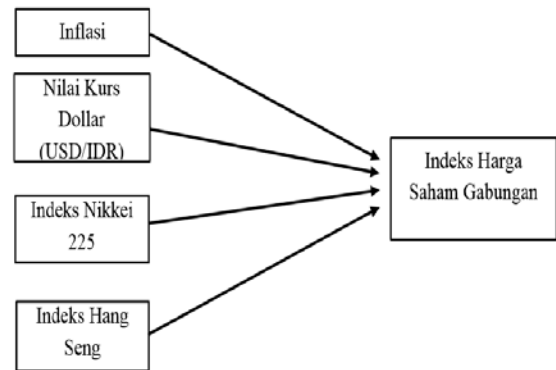 Inflasi
Nilai Kurs
Dollar
(USD/IDR)
Indeks Nikkei
225
Indeks Hang
Seng
Indeks Harga
Saham Gabungan